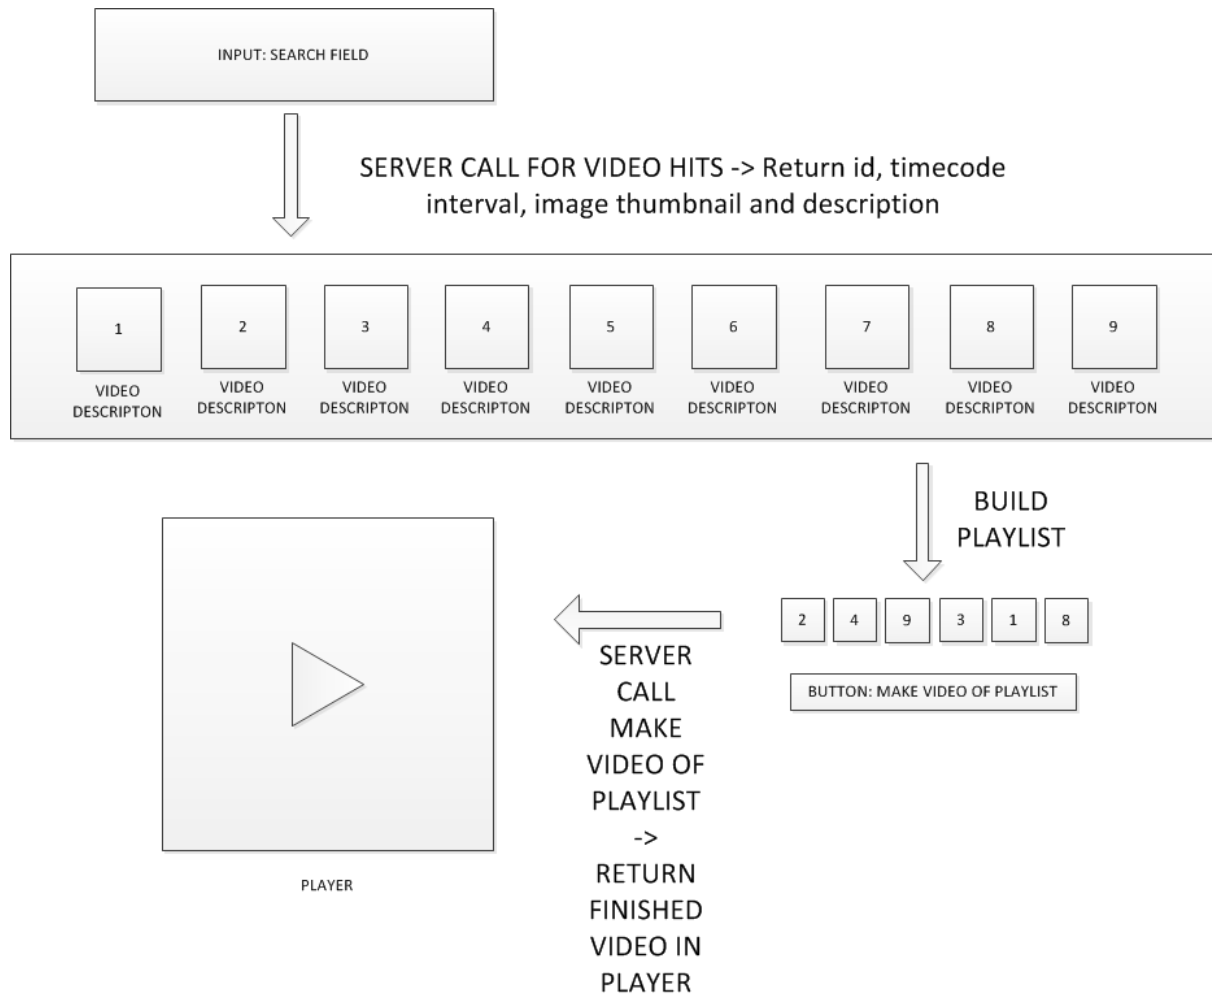 INPUT: SEARCH FIELD
SERVER CALL FOR VIDEO HITS -> Return id, timecode
interval, image thumbnail and description
1 2 3 4 5 6 7 8 9
VIDEO VIDEO VIDEO VIDEO VIDEO VIDEO VIDEO VIDEO VIDEO
DESCRIPTON DESCRIPTON DESCRIPTON DESCRIPTON DESCRIPTON DESCRIPTON DESCRIPTON DESCRIPTON DESCRIPTON
BUILD
PLAYLIST
2 4 9 3 1 8
BUTTON: MAKE VIDEO OF PLAYLIST
SERVER
CALL
MAKE
VIDEO OF
PLAYLIST
->
RETURN
FINISHED
VIDEO IN
PLAYER
PLAYER